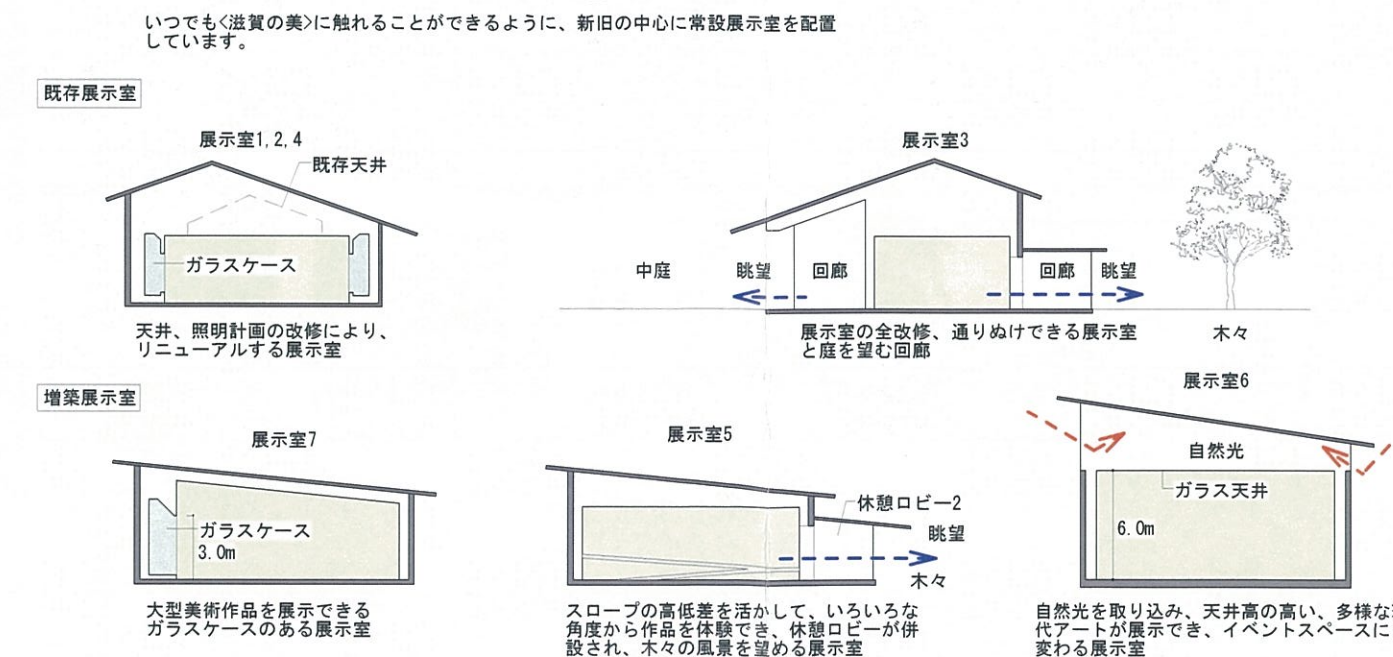 いつでも<滋賀の美>に触れることができるように、新旧の中心に常設展示室を配置
しています。
既存展示室
展示室1,2,4
既存天井
ガラスケース
天井、照明計画の改修により、
リニューアルする展示室
展示室3
中庭
眺望
回廊
回廊
眺望
展示室の全改修、通りぬけできる展示室
と庭を望む回廊
木々
増築展示室
展示室7
ガラスケース
3.0m
大型美術作品を展示できる
ガラスケースのある展示室
展示室5
休憩ロビー2
眺望
木々
スロープの高低差を活かして、いろいろな
角度から作品を体験でき、休憩ロビーが併
設され、木々の風景を望める展示室
展示室6
自然光
ガラス天井
6.0m
自然光を取り込み、天井高の高い、多様な
代アートが展示でき、イベントスペースに
変わる展示室